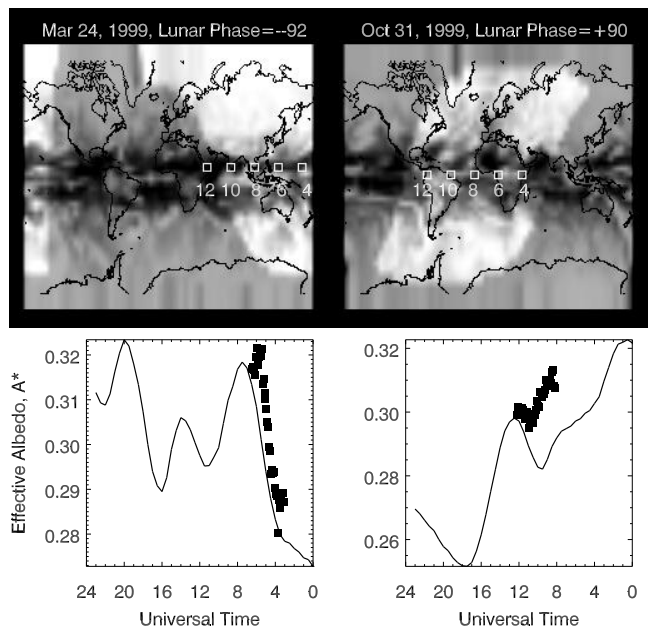 Mar 24, 1999, Lunar Phase=--92
Oct 31, 1999, Lunar Phase=+90
12 10 8 6 4
12 10 8 6 4
Effective Albedo, A*
0.32
0.31
0.30
0.29
0.28
24 20 16 12 8 4 0
Universal Time
0.32
0.30
0.28
0.26
24 20 16 12 8 4 0
Universal Time